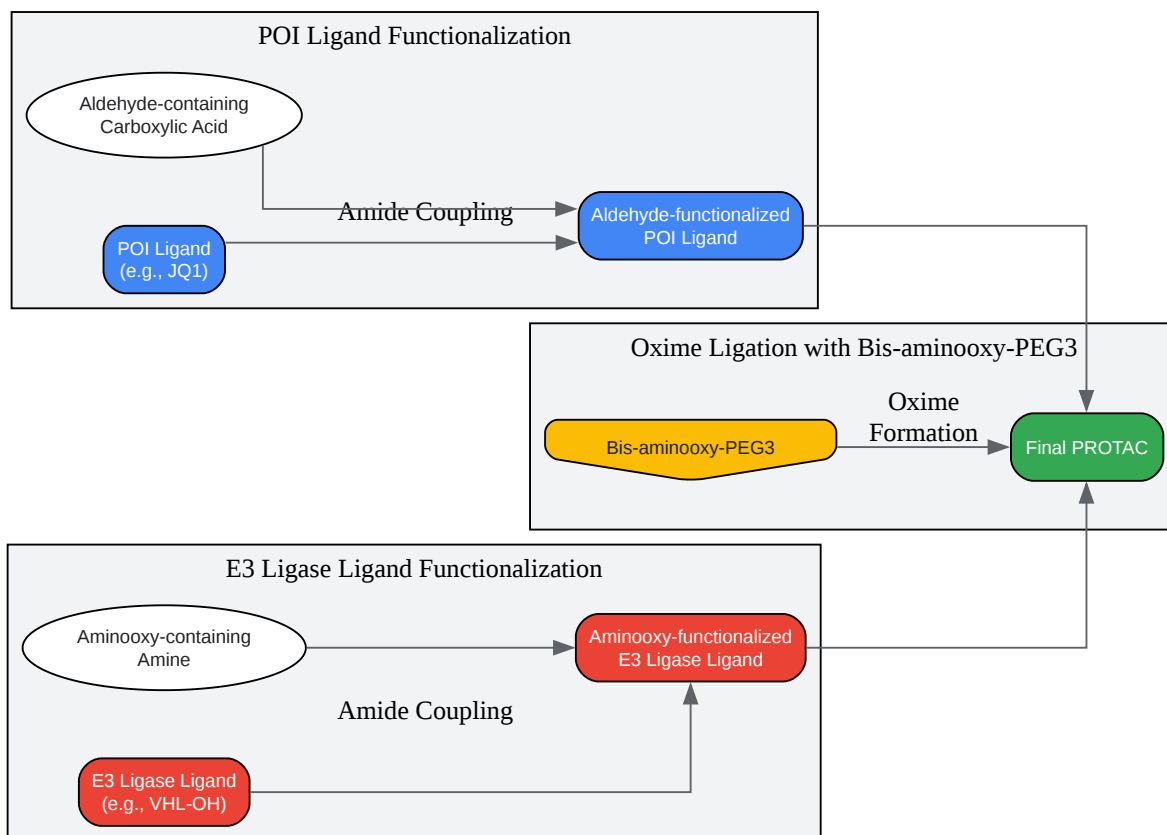 POI Ligand Functionalization
Aldehyde-containing
Carboxylic Acid
Amide Coupling
POI Ligand
(e.g., JQ1)
Aldehyde-functionalized
POI Ligand
Oxime Ligation with Bis-aminooxy-PEG3
Bis-aminooxy-PEG3
Oxime
Formation
Final PROTAC
E3 Ligase Ligand Functionalization
Aminooxy-containing
Amine
Aminooxy-functionalized
E3 Ligase Ligand
Amide Coupling
E3 Ligase Ligand
(e.g., VHL-OH)